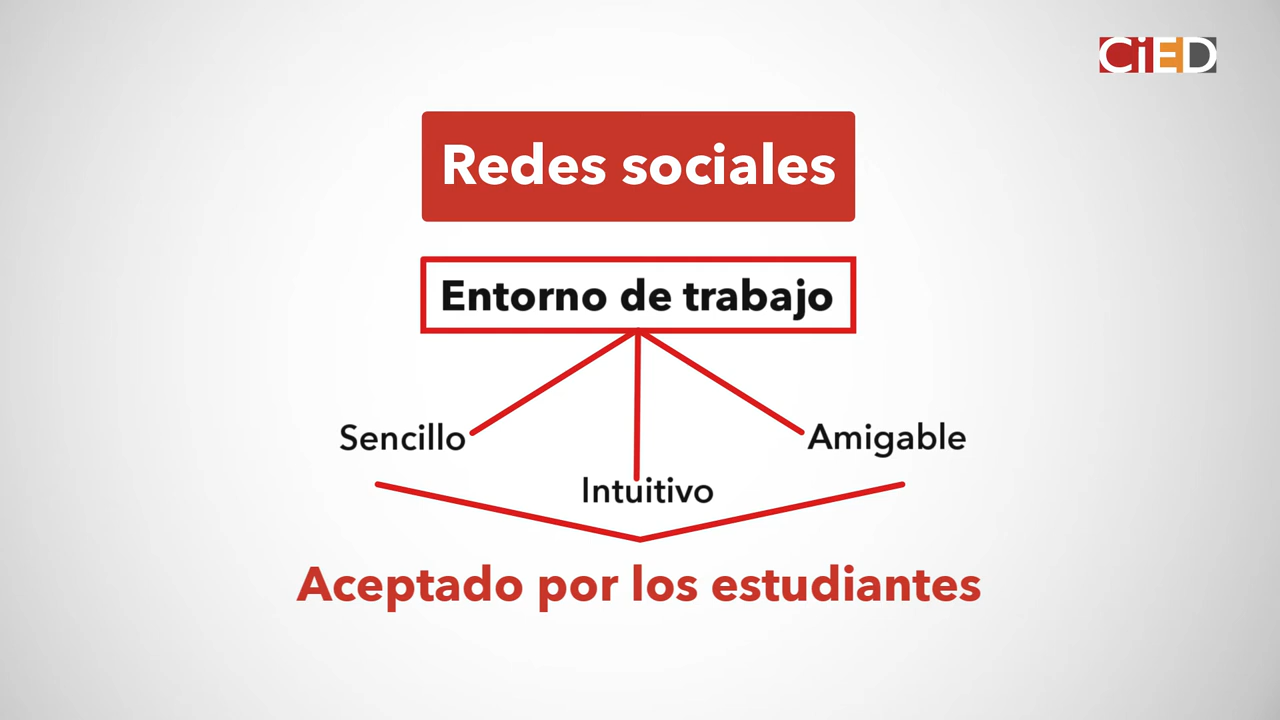 CiED
Redes sociales
Entorno de trabajo
Sencillo
Amigable
Intuitivo
Aceptado por los estudiantes